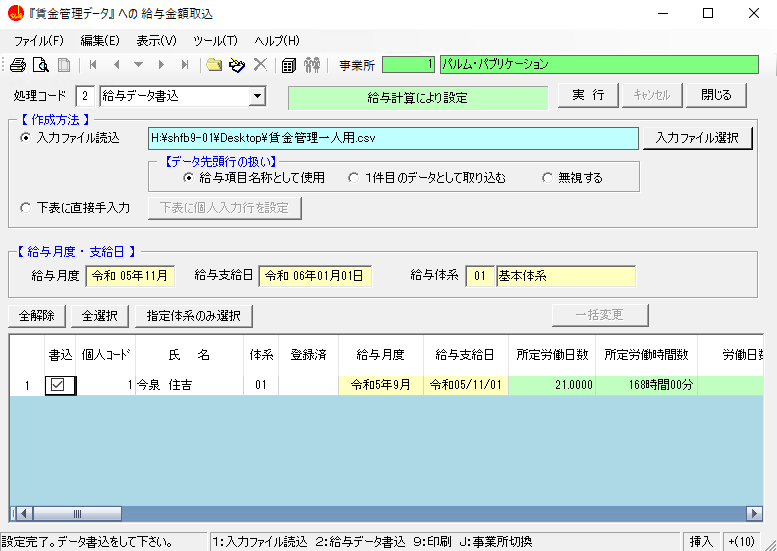 『賃金管理データ』への給与金額取込
ファイル(F) 編集(E) 表示(V) ツール(T) ヘルプ(H)
事業所 1 パルム・パブリケーション
処理コード 2 給与データ書込 給与計算により設定 実 行 キャンセル 閉じる
【 作成方法 】
入力ファイル読込 H:¥shfb9-01¥Desktop¥賃金管理一人用.csv 入力ファイル選択
【データ先頭行の扱い】
給与項目名称として使用 1件目のデータとして取り込む 無視する
下表に直接手入力 下表に個人入力行を設定
【 給与月度・支給日 】
給与月度 令和 05年11月 給与支給日 令和 06年01月01日 給与体系 01 基本体系
全解除 全選択 指定体系のみ選択 一括変更
書込 個人コード 氏 名 体系 登録済 給与月度 給与支給日 所定労働日数 所定労働時間数 労働日数
1 1 今泉 住吉 01 令和5年9月 令和05/11/01 21.0000 168時間00分
設定完了。データ書込をして下さい。 1:入力ファイル読込 2:給与データ書込 9:印刷 J:事業所切換 挿入 +(10)